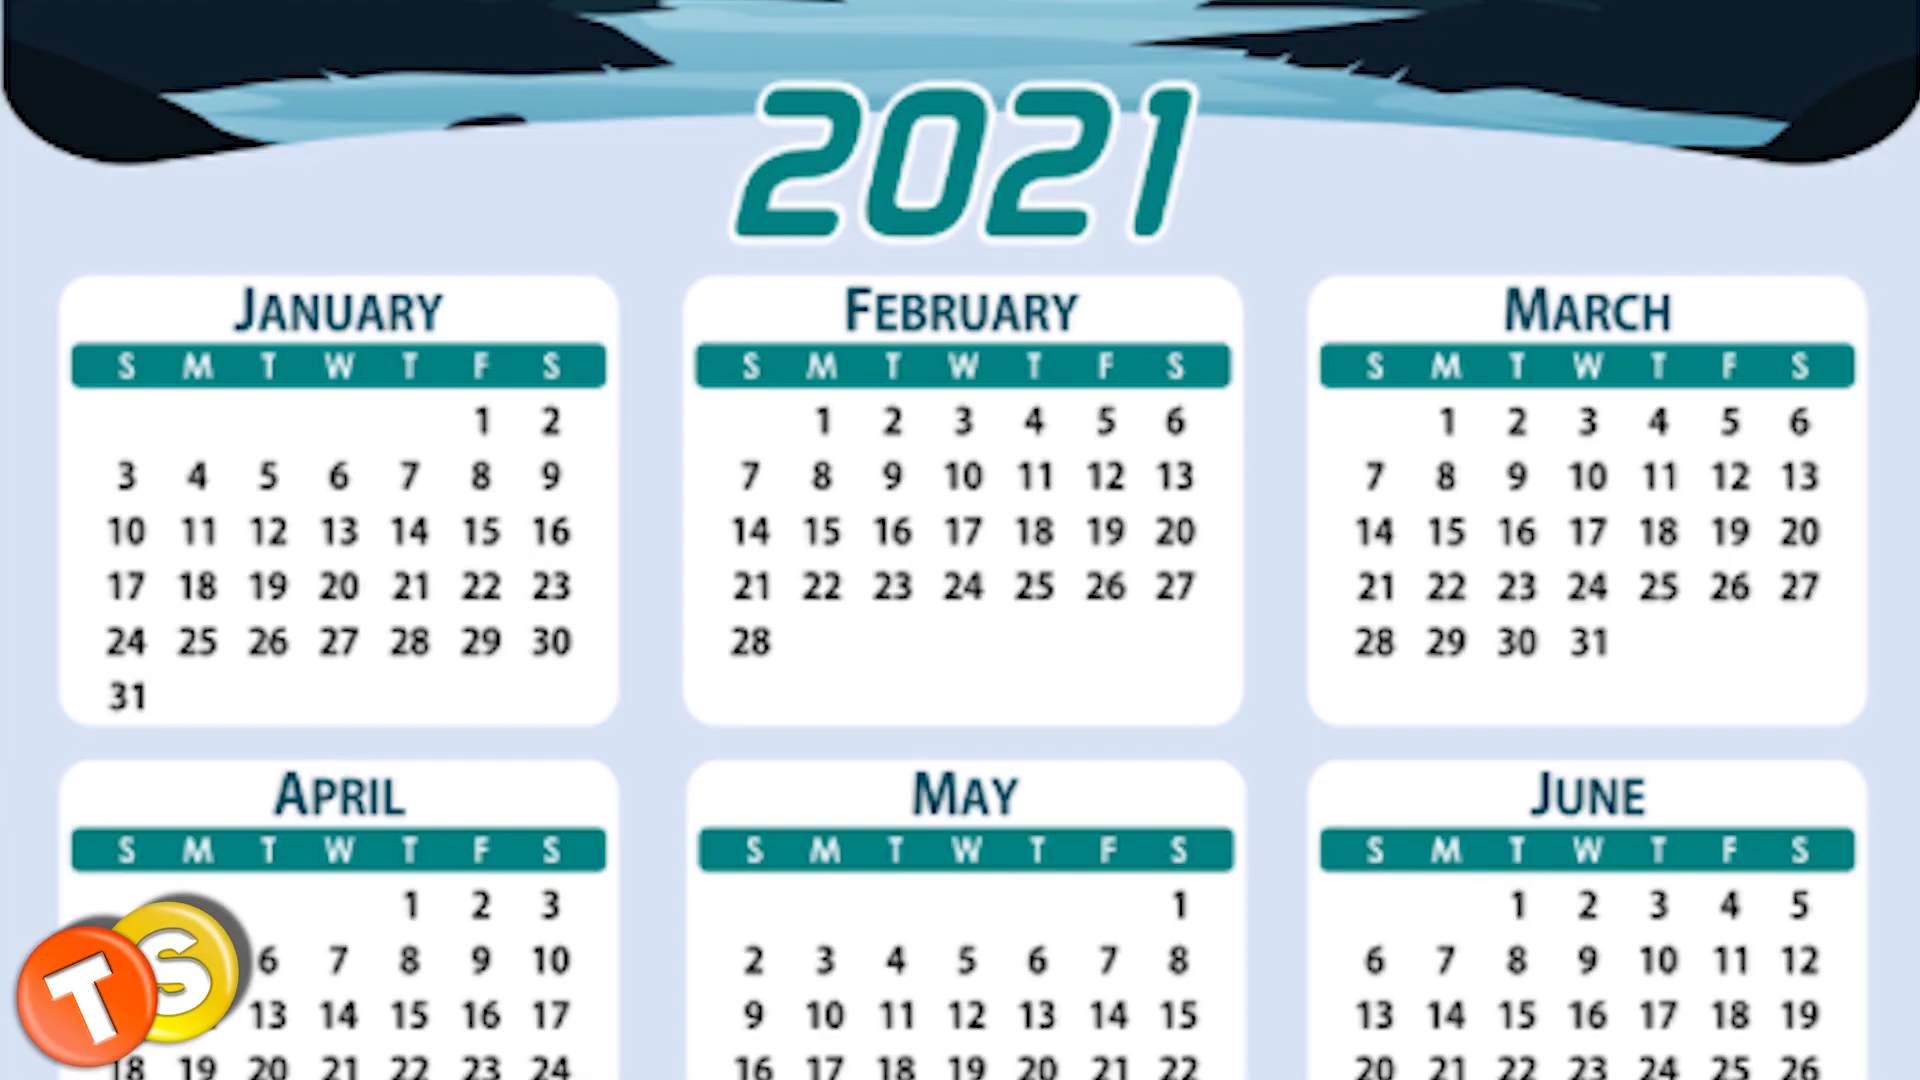 2021
JANUARY FEBRUARY MARCH
S M T W T F S S M T W T F S S M T W T F S
1 2 1 2 3 4 5 6 1 2 3 4 5 6
3 4 5 6 7 8 9 7 8 9 10 11 12 13 7 8 9 10 11 12 13
10 11 12 13 14 15 16 14 15 16 17 18 19 20 14 15 16 17 18 19 20
17 18 19 20 21 22 23 21 22 23 24 25 26 27 21 22 23 24 25 26 27
24 25 26 27 28 29 30 28 28 29 30 31
31
APRIL MAY JUNE
S M T W T F S S M T W T F S S M T W T F S
1 2 3 1 1 2 3 4 5
6 7 8 9 10 2 3 4 5 6 7 8 6 7 8 9 10 11 12
13 14 15 16 17 9 10 11 12 13 14 15 13 14 15 16 17 18 19
18 19 20 21 22 23 24 16 17 18 19 20 21 22 20 21 22 23 24 25 26
TS